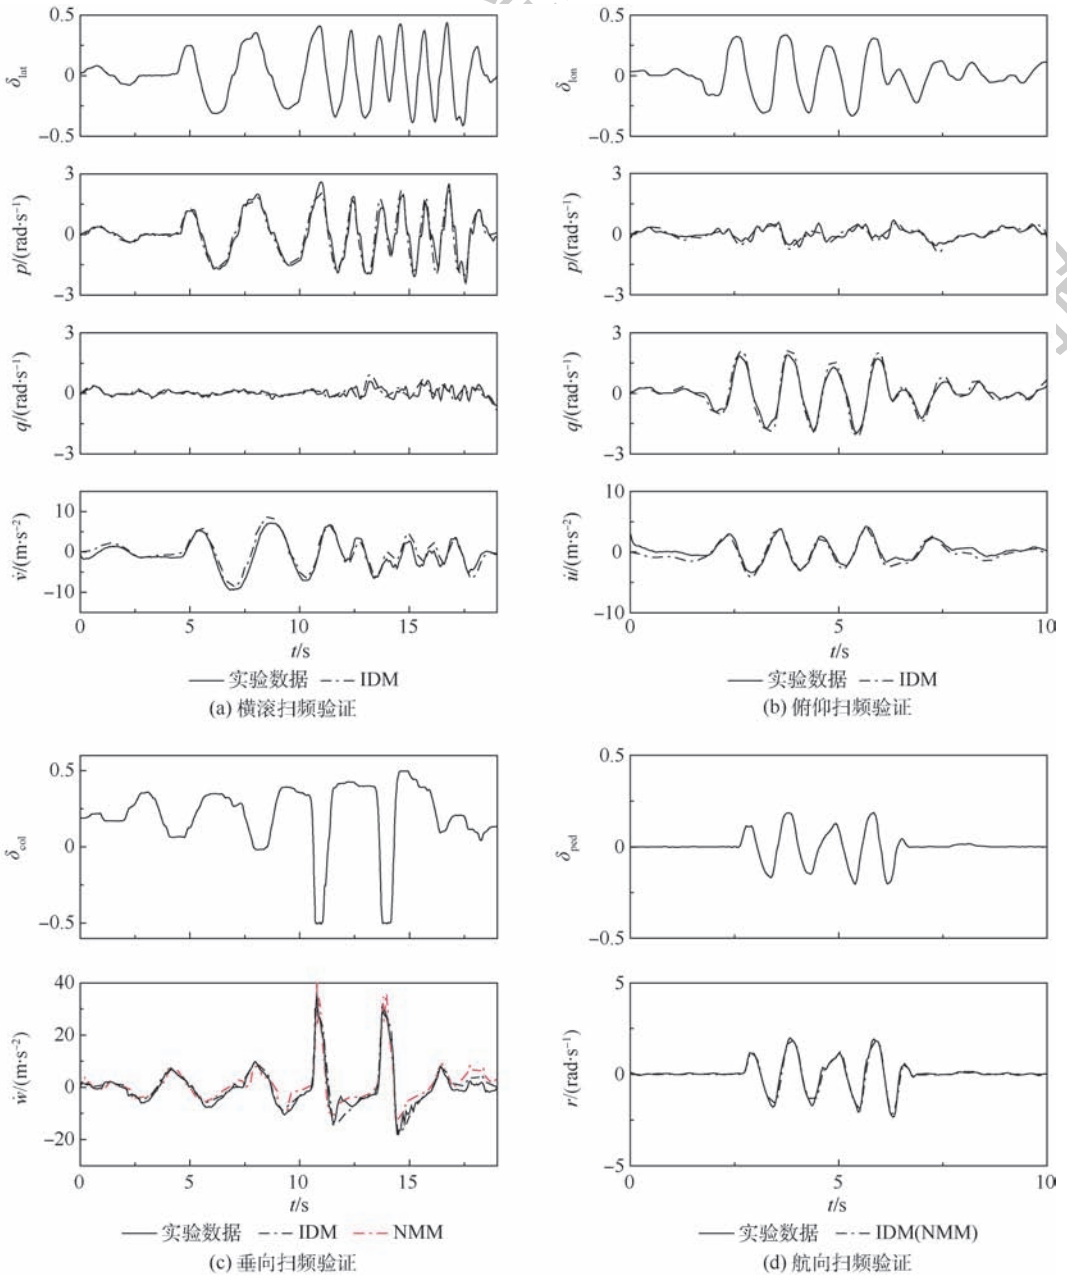 0.5
0
−0.5
δlat
3
0
−3
p/(rad·s⁻¹)
3
0
−3
q/(rad·s⁻¹)
10
0
−10
v̇/(m·s⁻²)
0 5 10 15
t/s
实验数据 IDM
(a) 横滚扫频验证
0.5
0
−0.5
δlon
3
0
−3
p/(rad·s⁻¹)
3
0
−3
q/(rad·s⁻¹)
10
0
−10
u̇/(m·s⁻²)
0 5 10
t/s
实验数据 IDM
(b) 俯仰扫频验证
0.5
0
−0.5
δcol
40
20
0
−20
ẇ/(m·s⁻²)
0 5 10 15
t/s
实验数据 IDM NMM
(c) 垂向扫频验证
0.5
0
−0.5
δped
5
0
−5
r/(rad·s⁻¹)
0 5 10
t/s
实验数据 IDM(NMM)
(d) 航向扫频验证